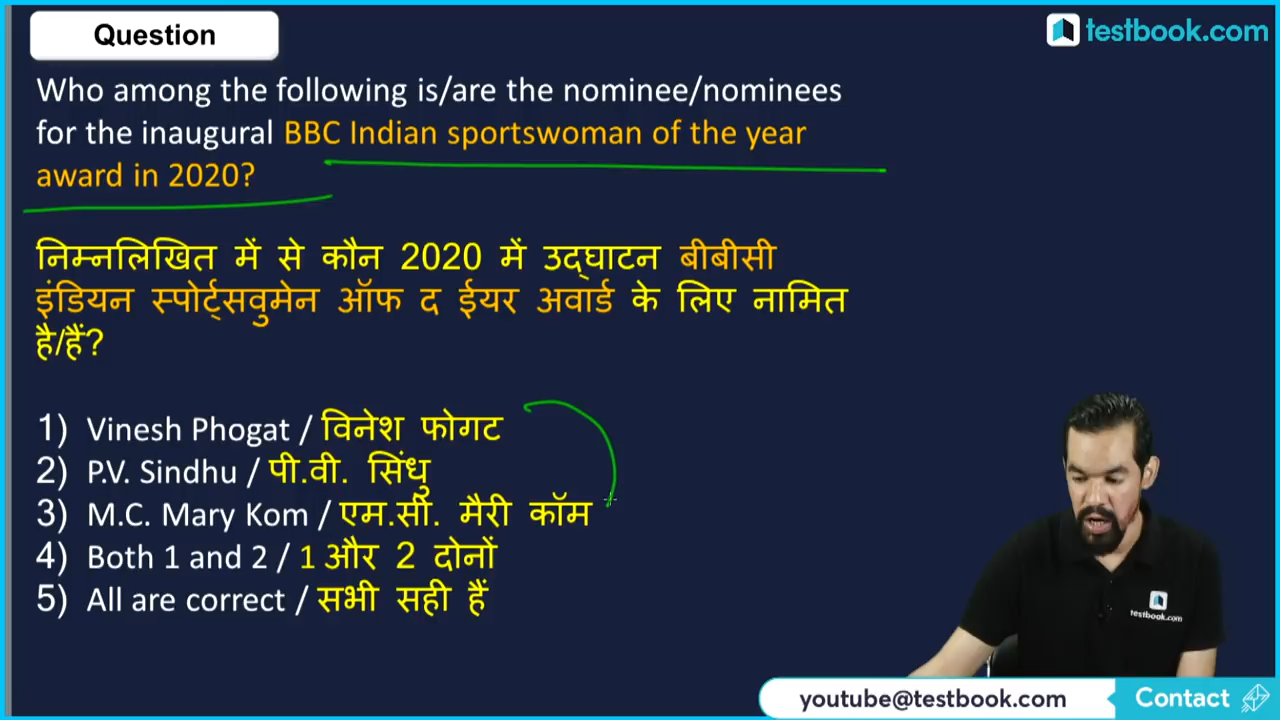 Question
testbook.com
Who among the following is/are the nominee/nominees
for the inaugural BBC Indian sportswoman of the year
award in 2020?
निम्नलिखित में से कौन 2020 में उद्घाटन बीबीसी
इंडियन स्पोर्ट्सवुमेन ऑफ द ईयर अवार्ड के लिए नामित
है/हैं?
1) Vinesh Phogat / विनेश फोगट
2) P.V. Sindhu / पी.वी. सिंधु
3) M.C. Mary Kom / एम.सी. मैरी कॉम
4) Both 1 and 2 / 1 और 2 दोनों
5) All are correct / सभी सही हैं
testbook.com
youtube@testbook.com
Contact